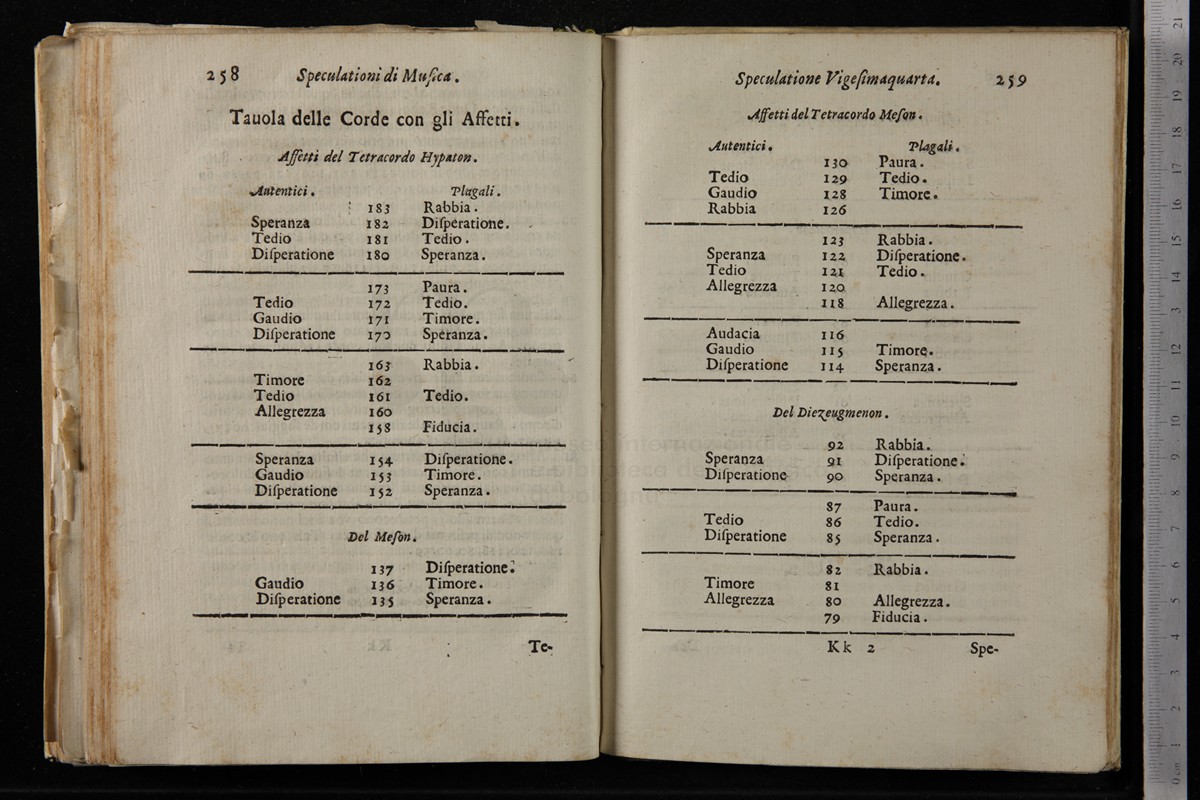 258 Speculationi di Muſica.
Tauola delle Corde con gli Affetti.
Affetti del Tetracordo Hypaton.
Autentici. Plagali.
183 Rabbia.
Speranza 182 Diſperatione.
Tedio 181 Tedio.
Diſperatione 180 Speranza.
173 Paura.
Tedio 172 Tedio.
Gaudio 171 Timore.
Diſperatione 170 Speranza.
163 Rabbia.
Timore 162
Tedio 161 Tedio.
Allegrezza 160
158 Fiducia.
Speranza 154 Diſperatione.
Gaudio 153 Timore.
Diſperatione 152 Speranza.
Del Meſon.
137 Diſperatione.
Gaudio 136 Timore.
Diſperatione 135 Speranza.
Te-
Speculatione Vigeſimaquarta. 259
Affetti del Tetracordo Meſon.
Autentici. Plagali.
130 Paura.
Tedio 129 Tedio.
Gaudio 128 Timore.
Rabbia 126
123 Rabbia.
Speranza 122 Diſperatione.
Tedio 121 Tedio.
Allegrezza 120
118 Allegrezza.
Audacia 116
Gaudio 115 Timore.
Diſperatione 114 Speranza.
Del Diezeugmenon.
92 Rabbia.
Speranza 91 Diſperatione.
Diſperatione 90 Speranza.
87 Paura.
Tedio 86 Tedio.
Diſperatione 85 Speranza.
82 Rabbia.
Timore 81
Allegrezza 80 Allegrezza.
79 Fiducia.
Kk 2 Spe-